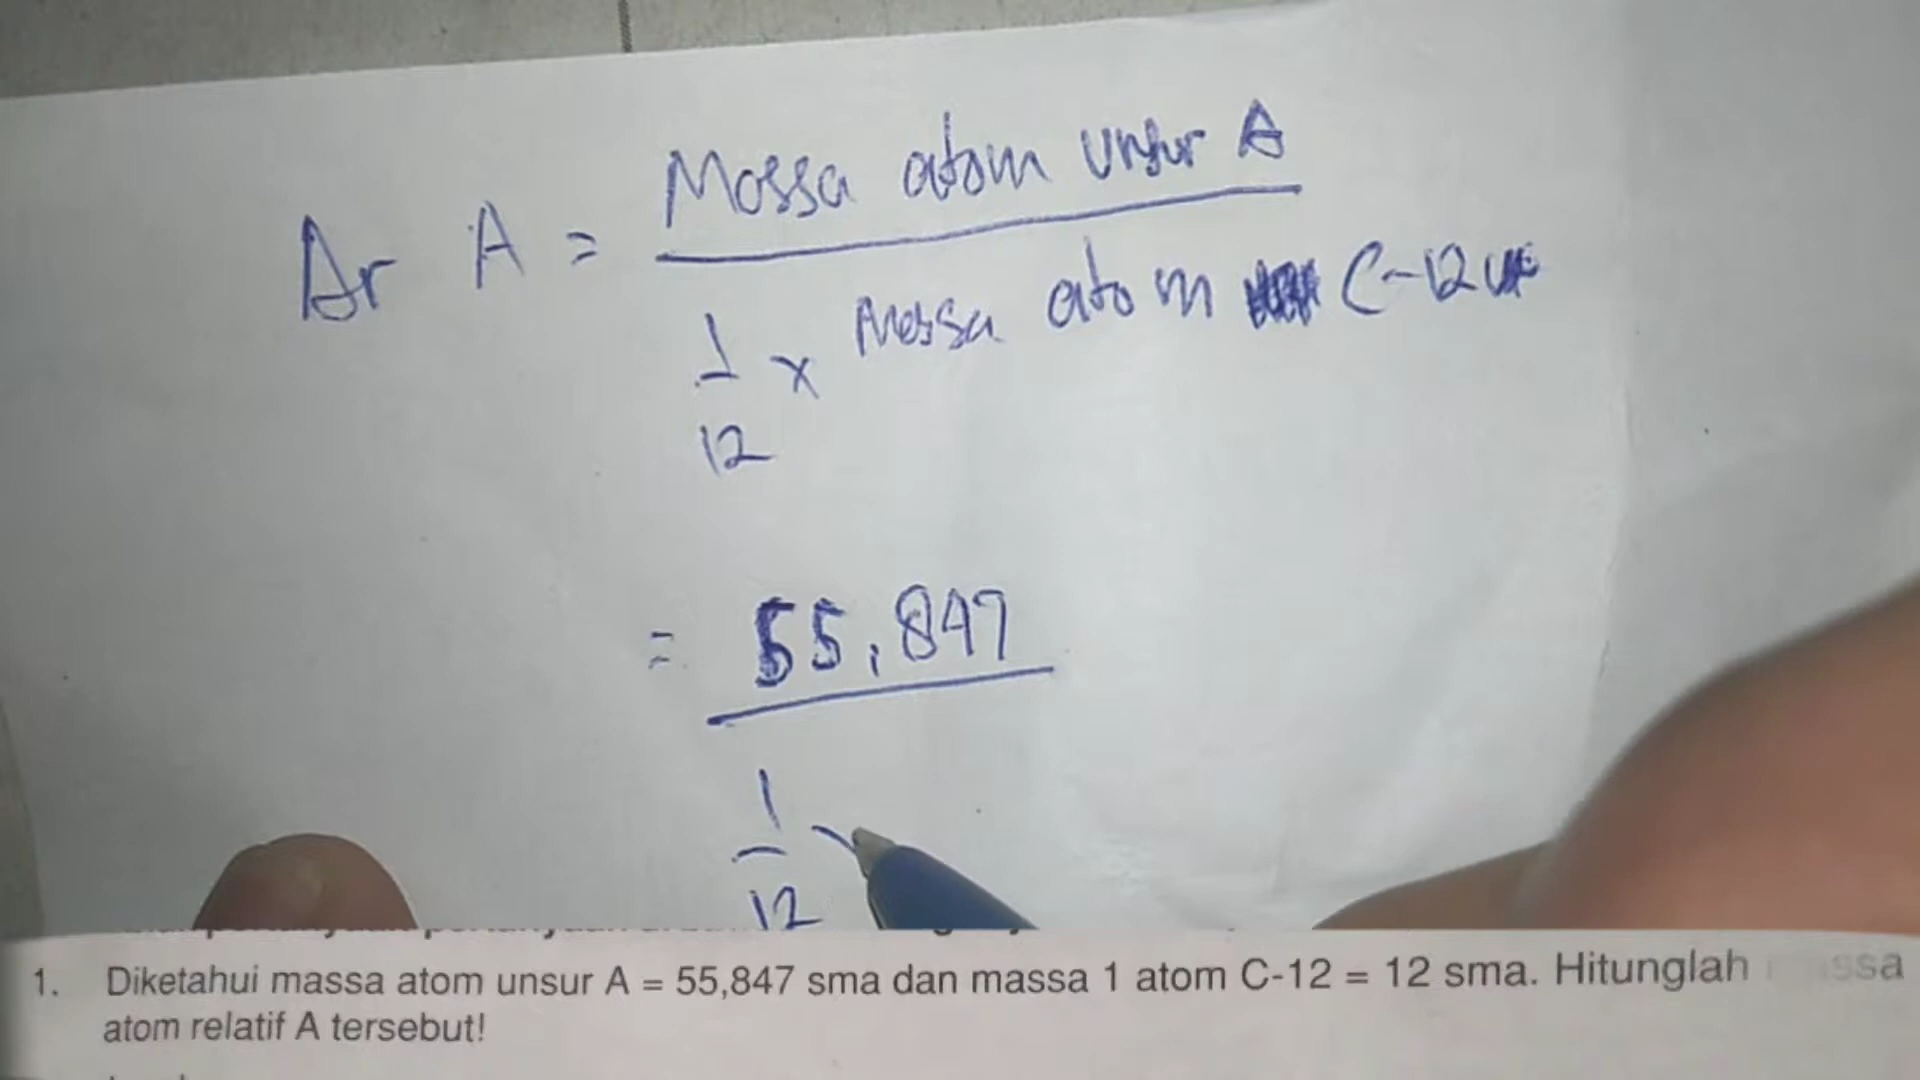 Ar A = Massa atom unsur A
1/12 x Massa atom C-12
= 55,847
1/12
1. Diketahui massa atom unsur A = 55,847 sma dan massa 1 atom C-12 = 12 sma. Hitunglah
atom relatif A tersebut!